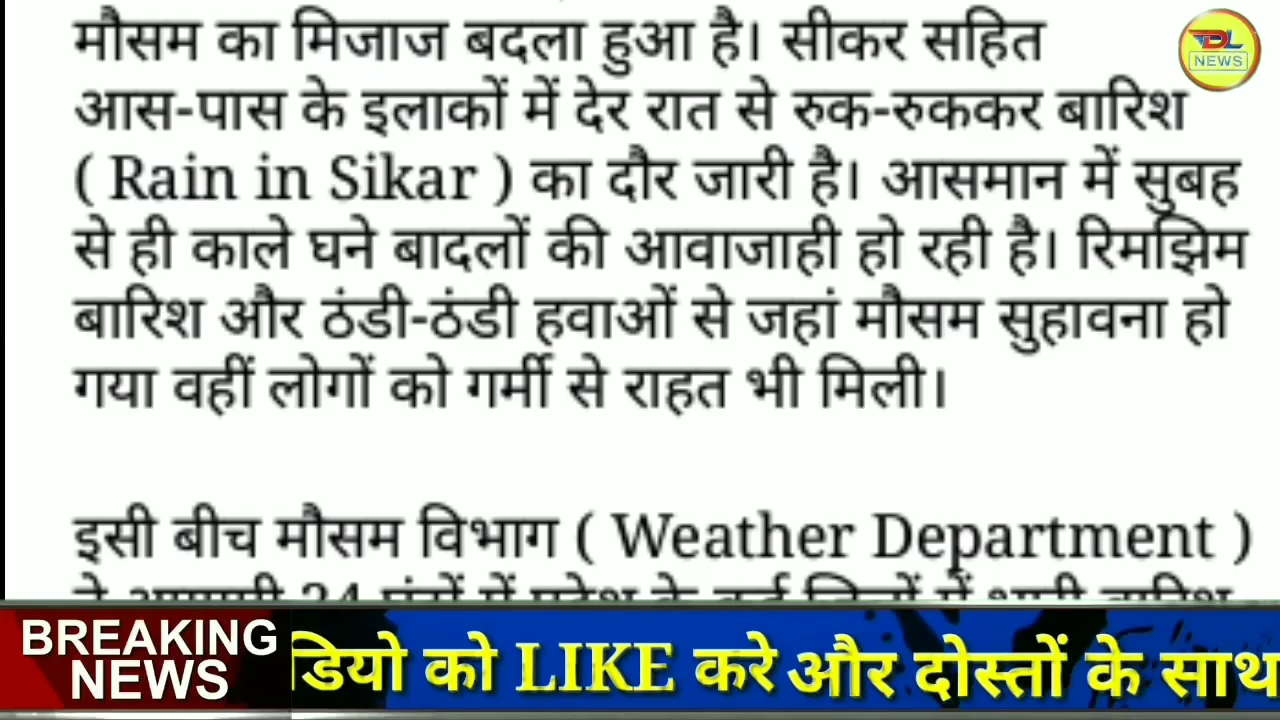 मौसम का मिजाज बदला हुआ है। सीकर सहित
आस-पास के इलाकों में देर रात से रुक-रुककर बारिश
( Rain in Sikar ) का दौर जारी है। आसमान में सुबह
से ही काले घने बादलों की आवाजाही हो रही है। रिमझिम
बारिश और ठंडी-ठंडी हवाओं से जहां मौसम सुहावना हो
गया वहीं लोगों को गर्मी से राहत भी मिली।
इसी बीच मौसम विभाग ( Weather Department )
BREAKING
NEWS
डियो को LIKE करे और दोस्तों के साथ
DL
NEWS